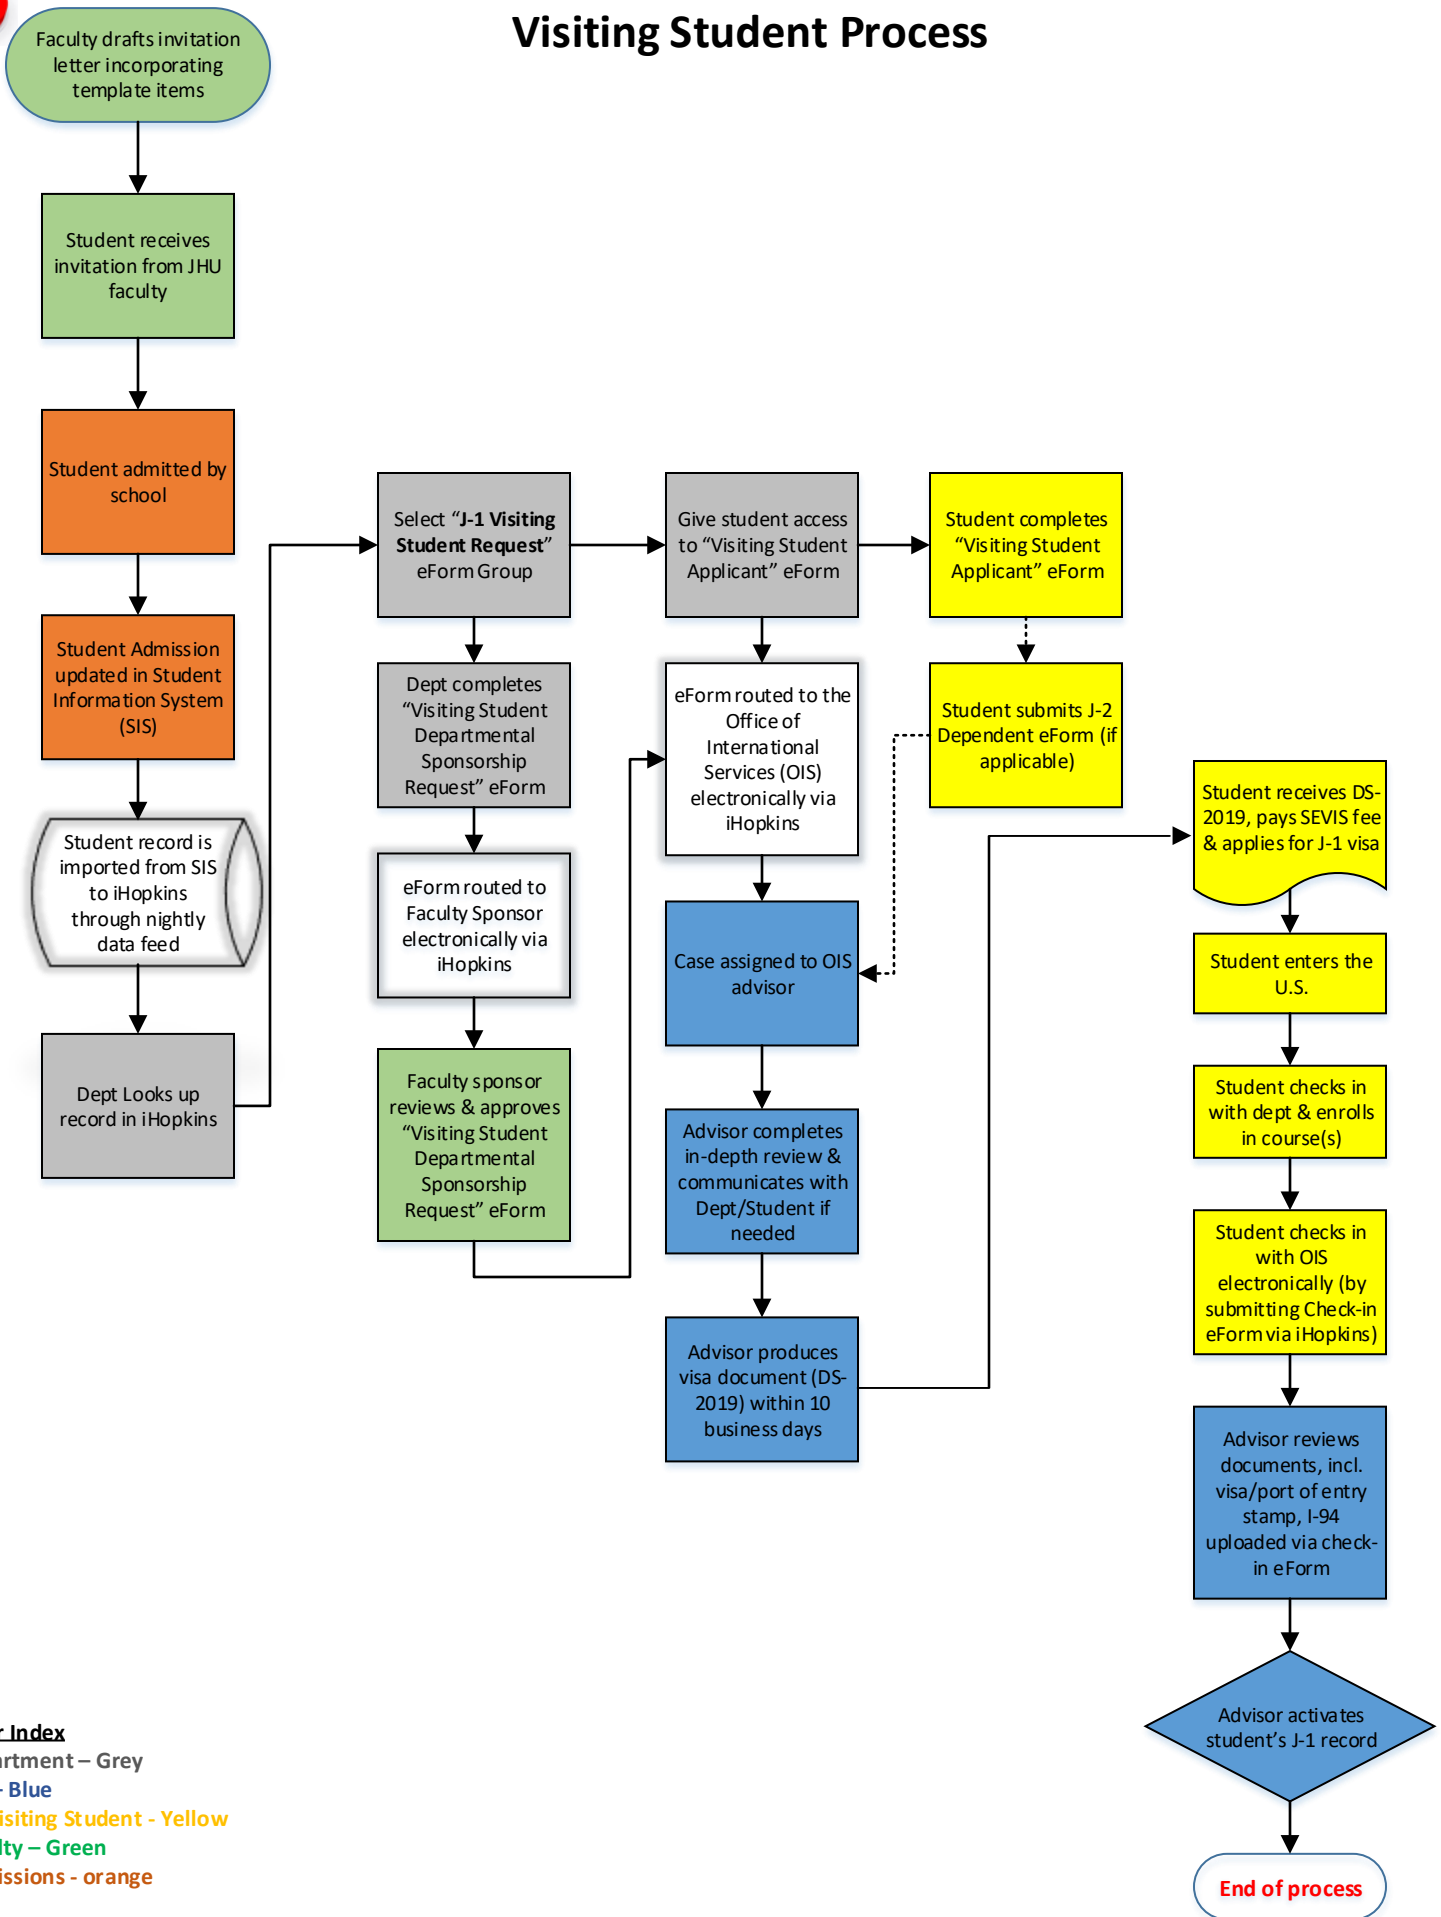 Visiting Student Process
Faculty drafts invitation
letter incorporating
template items
Student receives
invitation from JHU
faculty
Student admitted by
school
Student Admission
updated in Student
Information System
(SIS)
Student record is
imported from SIS
to iHopkins
through nightly
data feed
Dept Looks up
record in iHopkins
Select “J-1 Visiting
Student Request”
eForm Group
Dept completes
“Visiting Student
Departmental
Sponsorship
Request” eForm
eForm routed to
Faculty Sponsor
electronically via
iHopkins
Faculty sponsor
reviews & approves
“Visiting Student
Departmental
Sponsorship
Request” eForm
Give student access
to “Visiting Student
Applicant” eForm
eForm routed to the
Office of
International
Services (OIS)
electronically via
iHopkins
Case assigned to OIS
advisor
Advisor completes
in-depth review &
communicates with
Dept/Student if
needed
Advisor produces
visa document (DS-
2019) within 10
business days
Student completes
“Visiting Student
Applicant” eForm
Student submits J-2
Dependent eForm (if
applicable)
Student receives DS-
2019, pays SEVIS fee
& applies for J-1 visa
Student enters the
U.S.
Student checks in
with dept & enrolls
in course(s)
Student checks in
with OIS
electronically (by
submitting Check-in
eForm via iHopkins)
Advisor reviews
documents, incl.
visa/port of entry
stamp, I-94
uploaded via check-
in eForm
Advisor activates
student’s J-1 record
End of process
r Index
artment – Grey
- Blue
isiting Student - Yellow
lty – Green
issions - orange